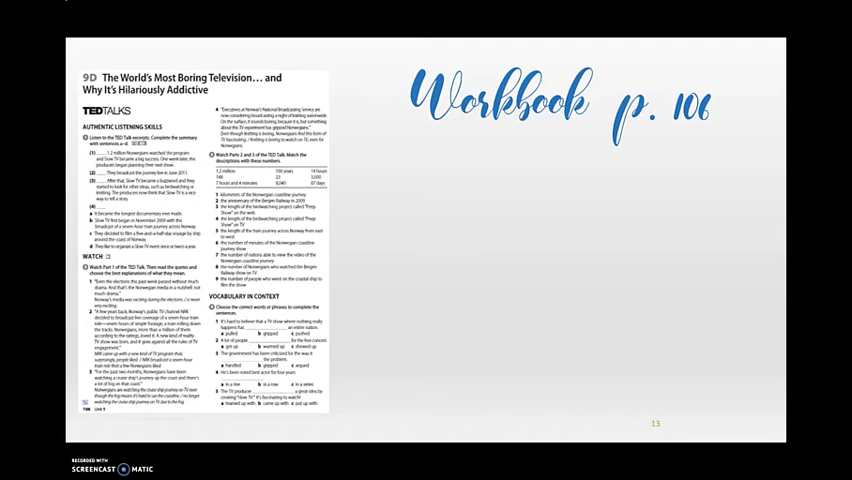 9D The World's Most Boring Television… and
Why It's Hilariously Addictive
TEDTALKS
AUTHENTIC LISTENING SKILLS
Listen to the TED Talk excerpts. Complete the summary
with sentences a–d.
(1) ____ 1.2 million Norwegians watched the program
and Slow TV became a big success. One week later, the
producers began planning their next show.
(2) ____ They broadcast the journey live in June 2011.
(3) ____ After that, Slow TV became a buzzword and they
started to look for other ideas, such as birdwatching or
knitting. The producers now think that Slow TV is a nice
way to tell a story.
(4) ____
a It became the longest documentary ever made.
b Slow TV first began in November 2009 with the
broadcast of a seven-hour train journey across Norway.
c They decided to film a five-and-a-half-day voyage by ship
around the coast of Norway.
d They like to organize a Slow TV event once or twice a year.
WATCH
Watch Part 1 of the TED Talk. Then read the quotes and
choose the best explanations of what they mean.
1 "Even the elections this past week passed without much
drama. And that's the Norwegian media in a nutshell: not
much drama."
Norway's media was exciting during the elections. / is never
very exciting.
2 "A few years back, Norway's public TV channel NRK
decided to broadcast live coverage of a seven-hour train
ride—seven hours of simple footage, a train rolling down
the tracks. Norwegians, more than a million of them
according to the ratings, loved it. A new kind of reality
TV show was born, and it goes against all the rules of TV
engagement."
NRK came up with a new kind of TV program that,
surprisingly, people liked. / NRK broadcast a seven-hour
train ride that a few Norwegians liked.
3 "For the past two months, Norwegians have been
watching a cruise ship's journey up the coast and there's
a lot of fog on that coast."
Norwegians are watching the cruise ship journey on TV even
though the fog means it's hard to see the coastline. / no longer
watching the cruise ship journey on TV due to the fog.
106 Unit 9
4 "Executives at Norway's National Broadcasting Service are
now considering broadcasting a night of knitting nationwide.
On the surface, it sounds boring, because it is, but something
about this TV experiment has gripped Norwegians."
Even though knitting is boring, Norwegians find this form of
TV fascinating. / Knitting is boring to watch on TV, even for
Norwegians.
Watch Parts 2 and 3 of the TED Talk. Match the
descriptions with these numbers.
1.2 million 100 years 14 hours
148 23 3,000
7 hours and 4 minutes 8,040 87 days
1 kilometers of the Norwegian coastline journey
2 the anniversary of the Bergen Railway in 2009
3 the length of the birdwatching project called "Peep
Show" on the web
4 the length of the birdwatching project called "Peep
Show" on TV
5 the length of the train journey across Norway from east
to west
6 the number of minutes of the Norwegian coastline
journey show
7 the number of nations able to view the video of the
Norwegian coastline journey
8 the number of Norwegians who watched the Bergen
Railway show on TV
9 the number of people who went on the coastal ship to
film the show
VOCABULARY IN CONTEXT
Choose the correct words or phrases to complete the
sentences.
1 It's hard to believe that a TV show where nothing really
happens has ____ an entire nation.
a pulled b gripped c pushed
2 A lot of people ____ for the live concert.
a got up b warmed up c showed up
3 The government has been criticized for the way it
____ the problem.
a handled b gripped c argued
4 He's been voted best actor for four years
____
a in a line b in a row c in a series
5 The TV producer ____ a great idea by
creating "slow TV." It's fascinating to watch!
a teamed up with b came up with c put up with
Workbook p. 106
13
RECORDED WITH
SCREENCAST MATIC